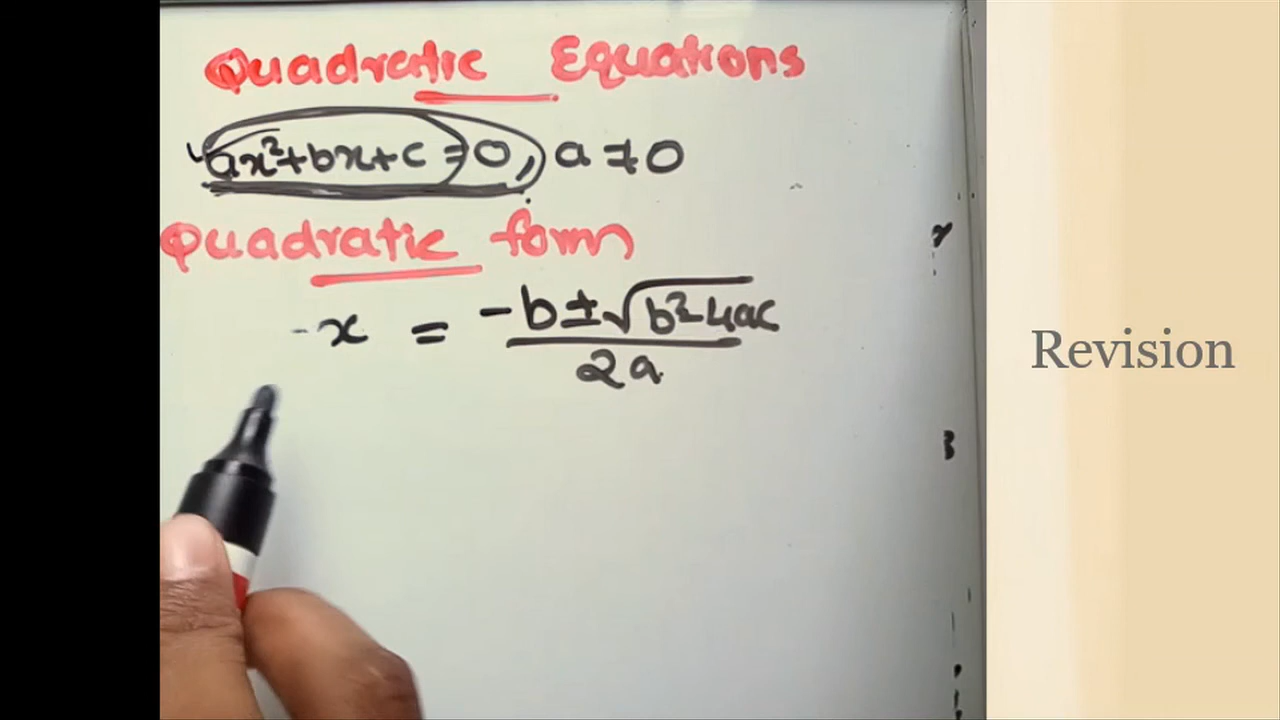 Quadratic Equations
ax²+bx+c=0, a≠0
Quadratic form
x = -b±√b²-4ac
2a
Revision